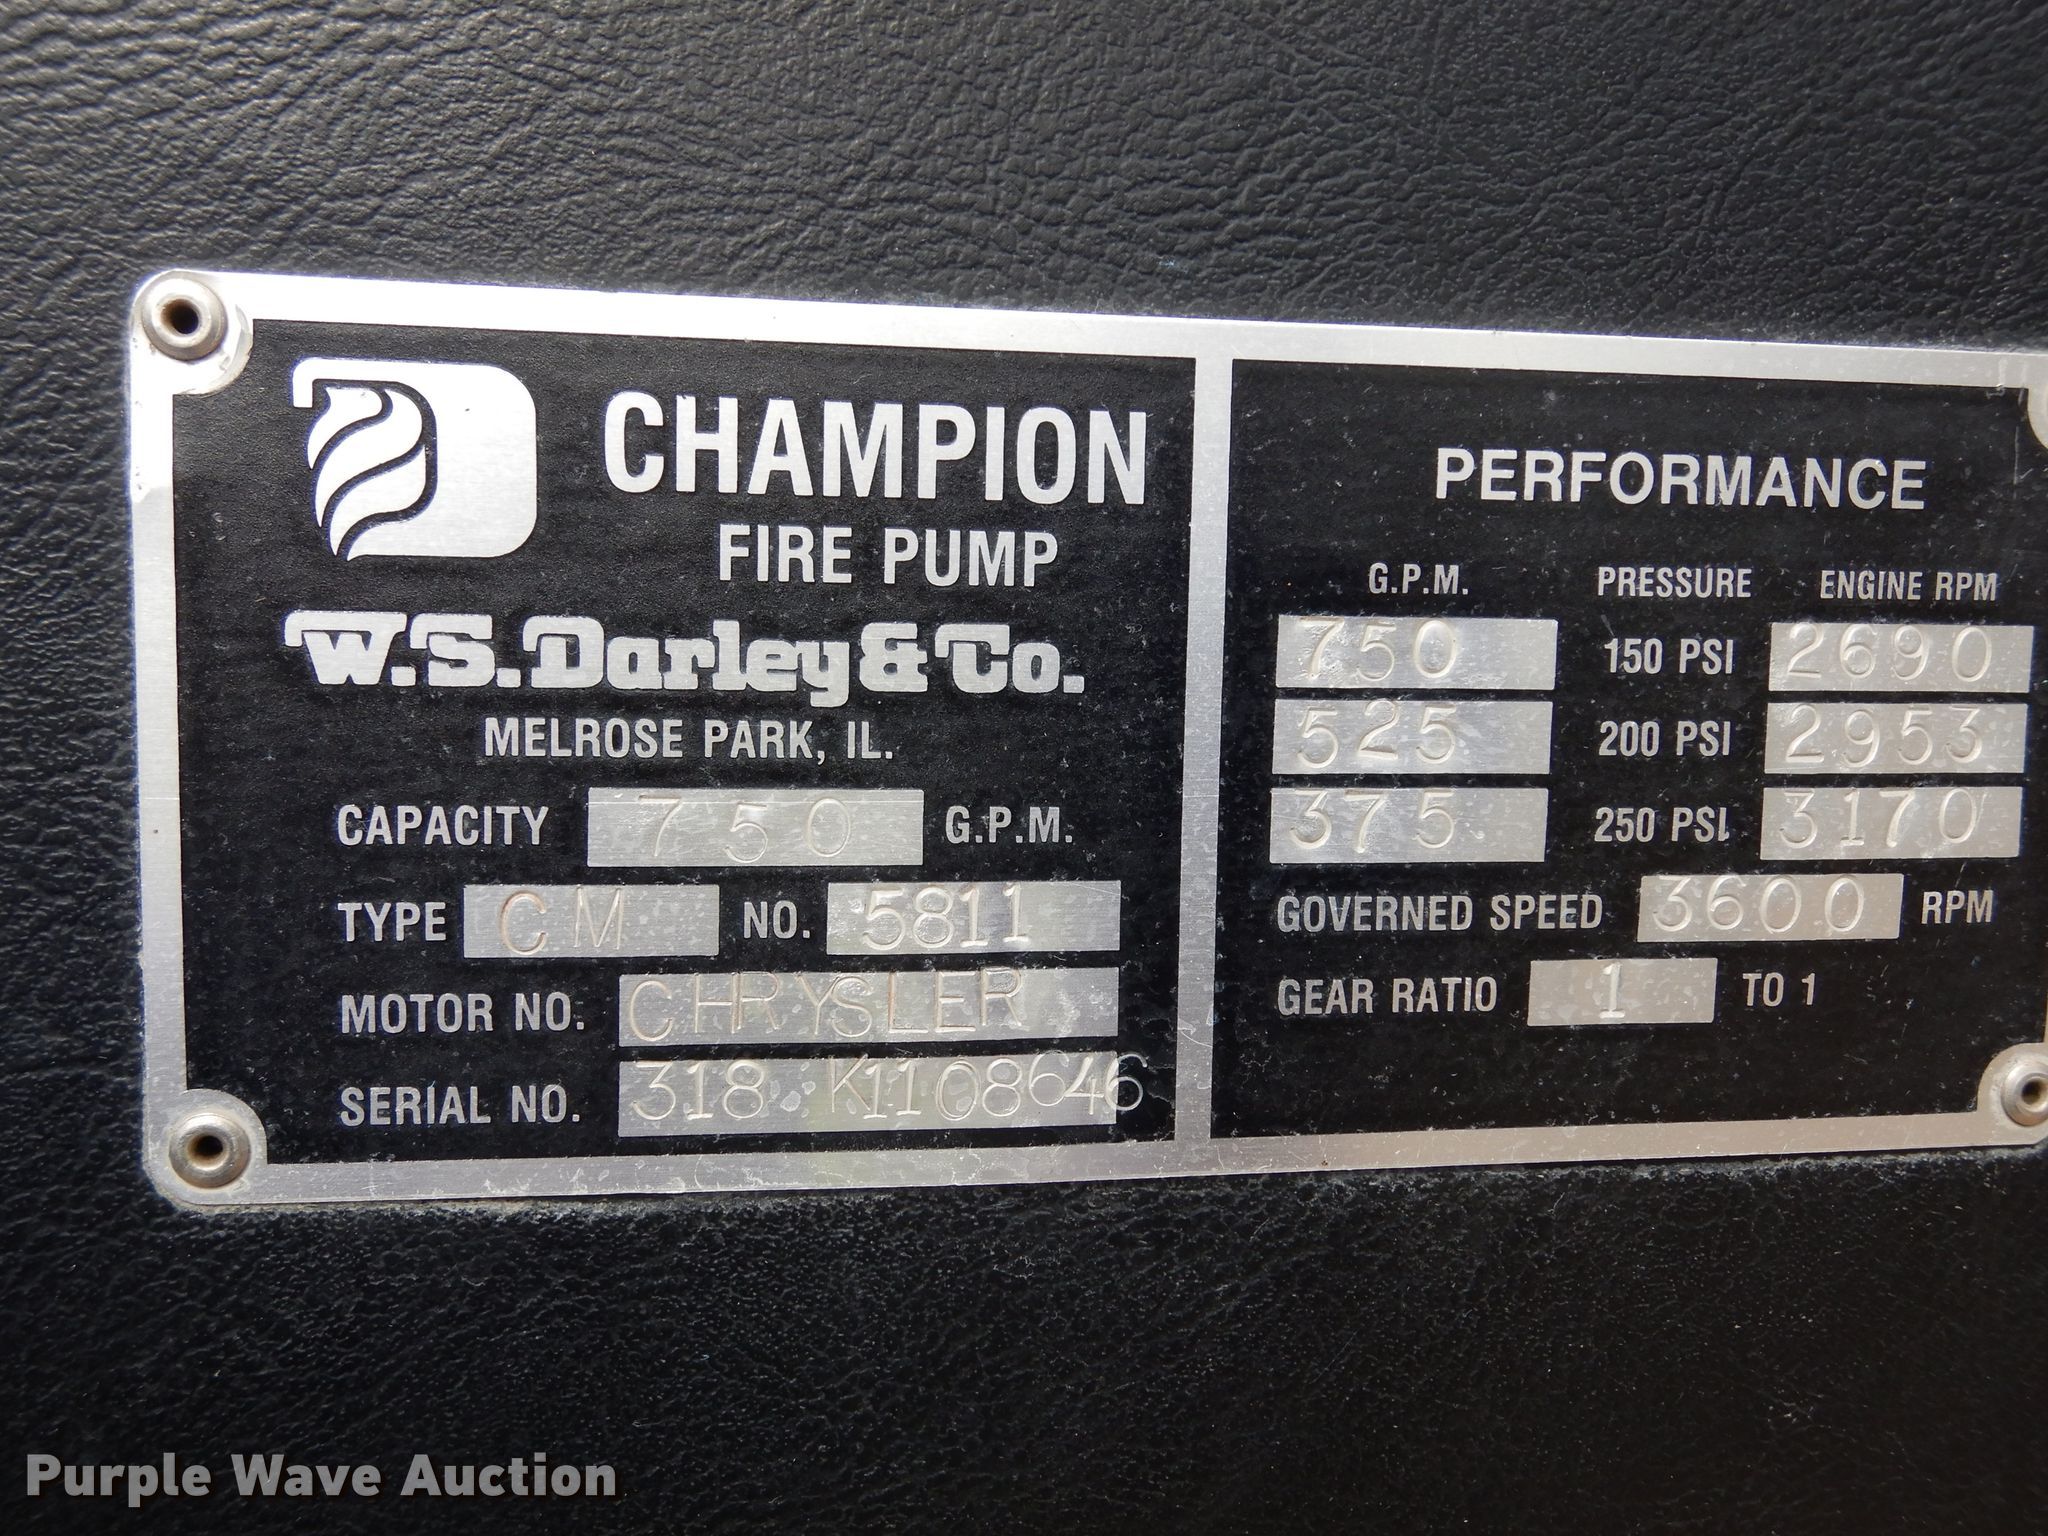 CHAMPION
FIRE PUMP
W.S. Darley & Co.
MELROSE PARK, IL.
CAPACITY 750 G.P.M.
TYPE CM NO. 5811
MOTOR NO. CHRYSLER
SERIAL NO. 318 K1108646
PERFORMANCE
G.P.M. PRESSURE ENGINE RPM
750 150 PSI 2690
525 200 PSI 2953
375 250 PSI 3170
GOVERNED SPEED 3600 RPM
GEAR RATIO 1 TO 1
Purple Wave Auction